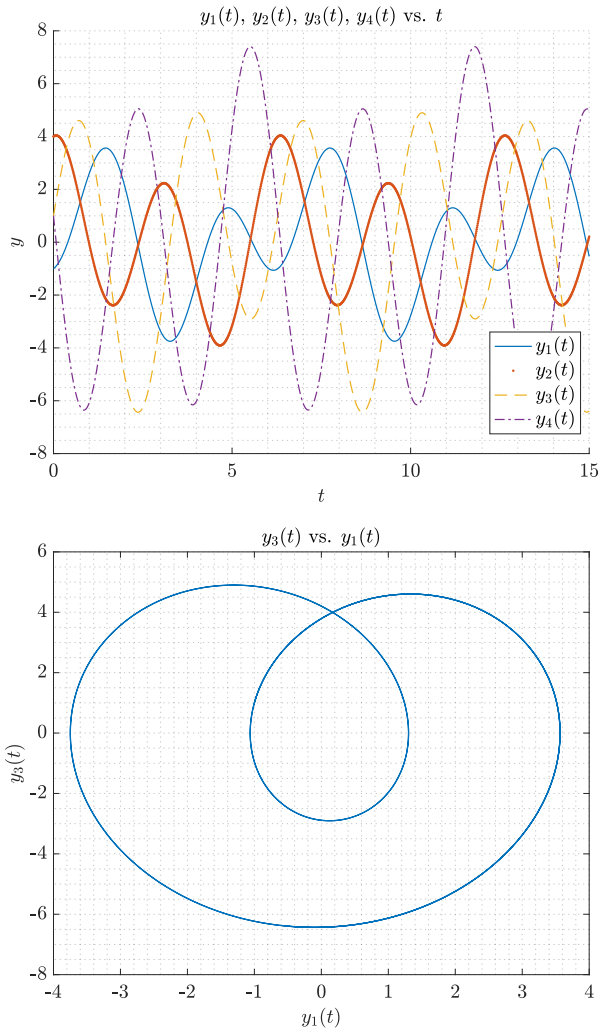 y₁(t), y₂(t), y₃(t), y₄(t) vs. t
8
6
4
2
0
-2
-4
-6
-8
y
y₁(t)
y₂(t)
y₃(t)
y₄(t)
0 5 10 15
t
y₃(t) vs. y₁(t)
6
4
2
0
-2
-4
-6
-8
y₃(t)
-4 -3 -2 -1 0 1 2 3 4
y₁(t)